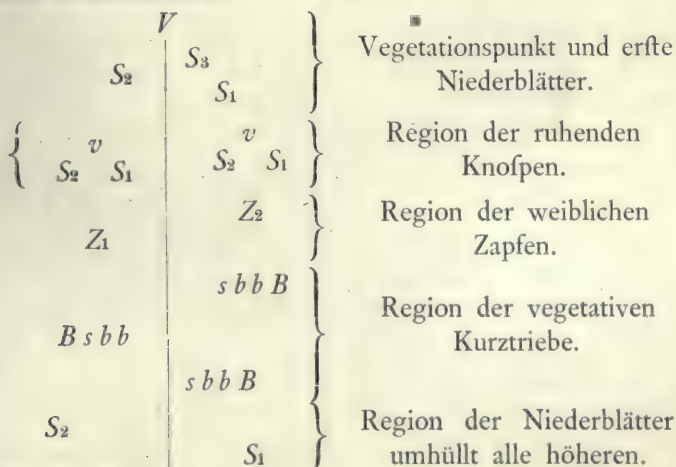 V
S₃
S₂
S₁
Vegetationspunkt und erſte
Niederblätter.
v v
S₂ S₁ S₂ S₁
Region der ruhenden
Knoſpen.
Z₂
Z₁
Region der weiblichen
Zapfen.
s b b B
B s b b
s b b B
Region der vegetativen
Kurztriebe.
S₂
S₁
Region der Niederblätter
umhüllt alle höheren.